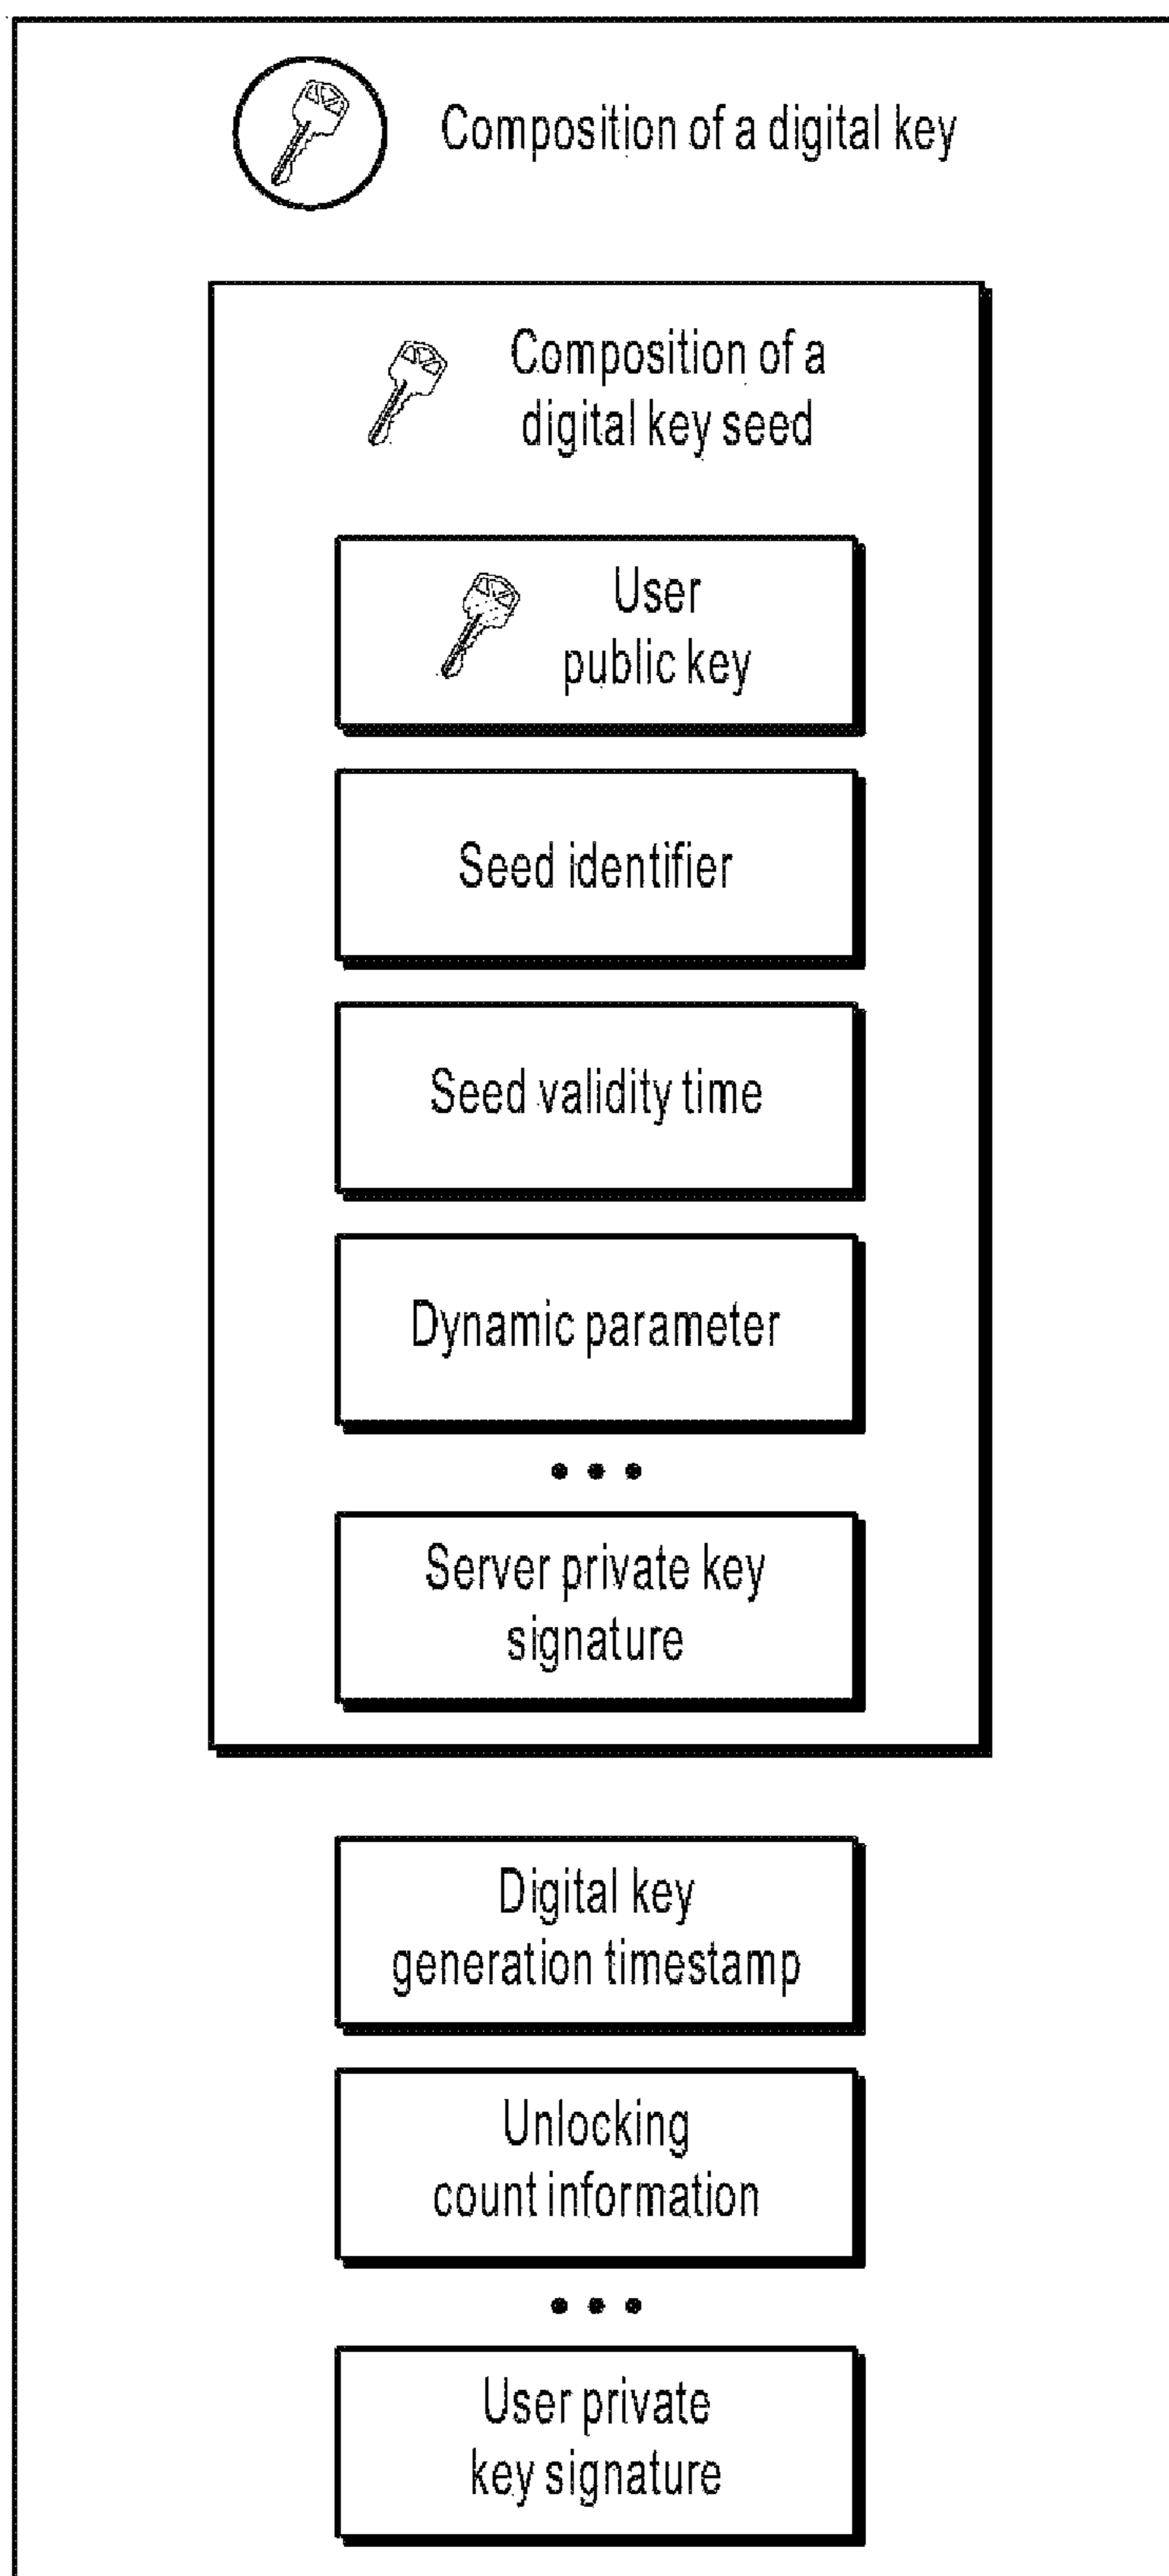 Composition of a digital key
Composition of a
digital key seed
User
public key
Seed identifier
Seed validity time
Dynamic parameter
•••
Server private key
signature
Digital key
generation timestamp
Unlocking
count information
•••
User private
key signature